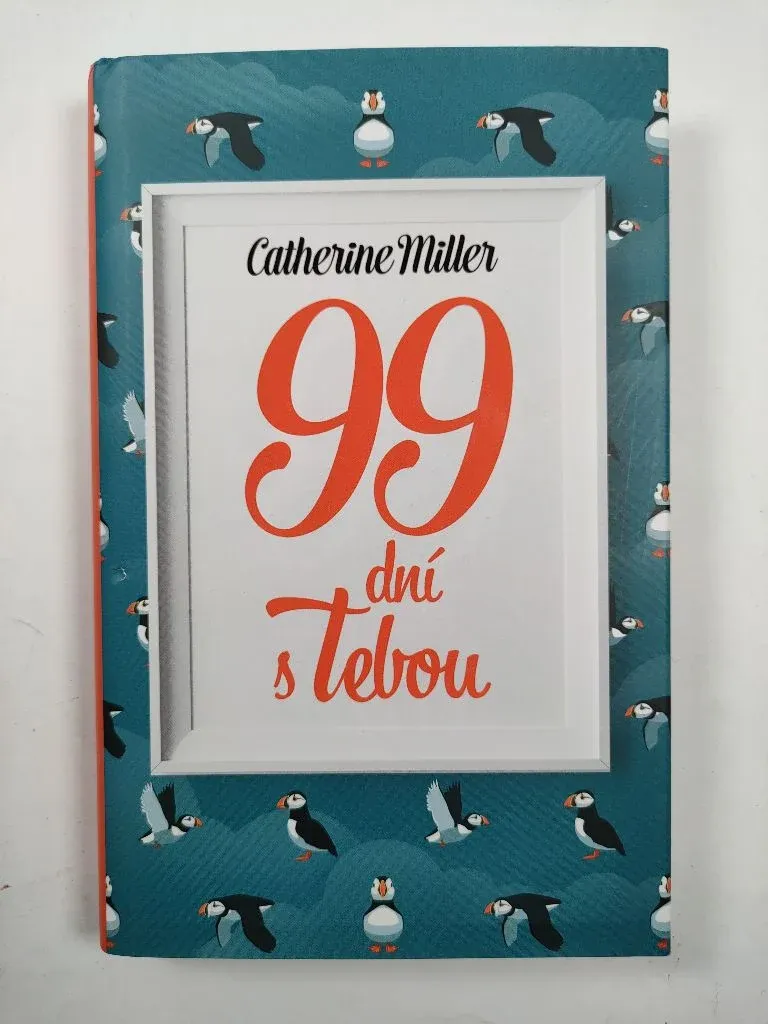 Catherine Miller
99
dní
s Tebou